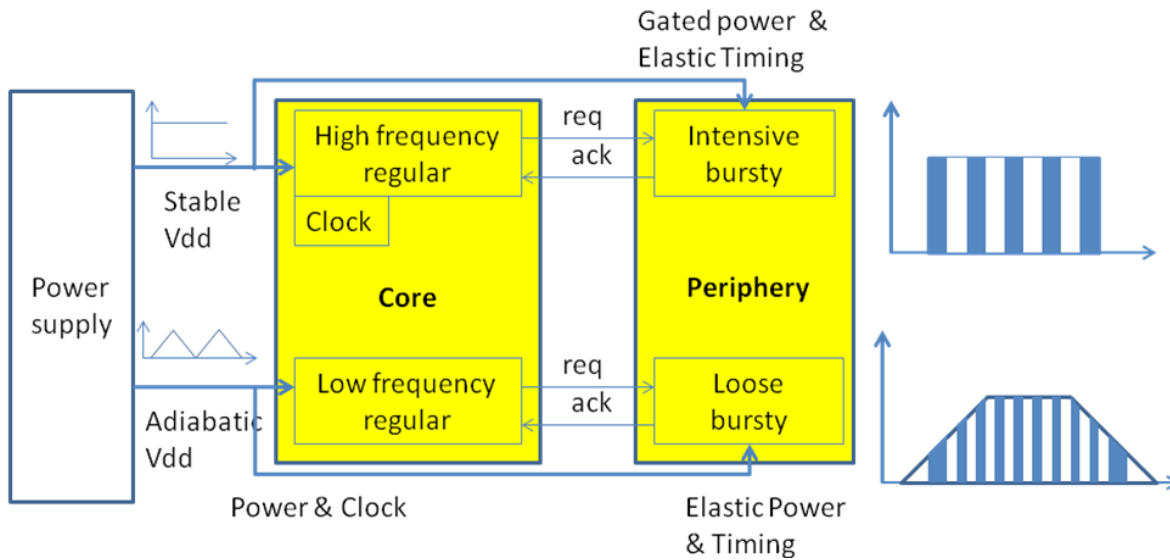 Gated power &
Elastic Timing
High frequency
regular
req
ack
Intensive
bursty
Stable
Vdd
Clock
Power
supply
Core
Periphery
Low frequency
regular
req
ack
Loose
bursty
Adiabatic
Vdd
Power & Clock
Elastic Power
& Timing